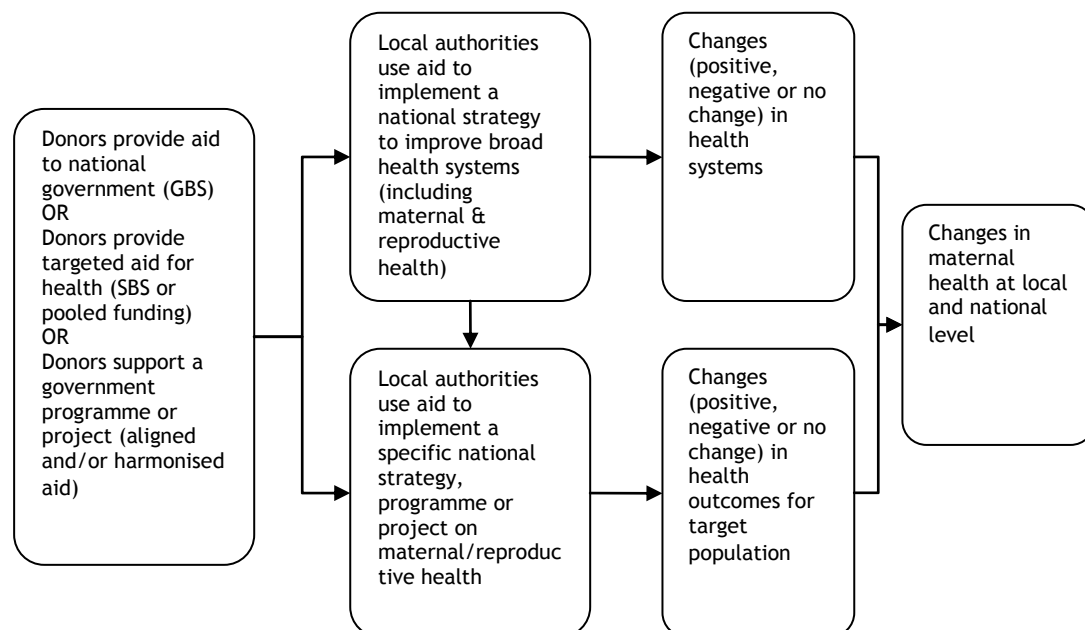 Donors provide aid
to national
government (GBS)
OR
Donors provide
targeted aid for
health (SBS or
pooled funding)
OR
Donors support a
government
programme or
project (aligned
and/or harmonised
aid)
Local authorities
use aid to
implement a
national strategy
to improve broad
health systems
(including
maternal &
reproductive
health)
Changes
(positive,
negative or no
change) in
health
systems
Local authorities
use aid to
implement a
specific national
strategy,
programme or
project on
maternal/reproduc
tive health
Changes
(positive,
negative or no
change) in
health
outcomes for
target
population
Changes in
maternal
health at local
and national
level